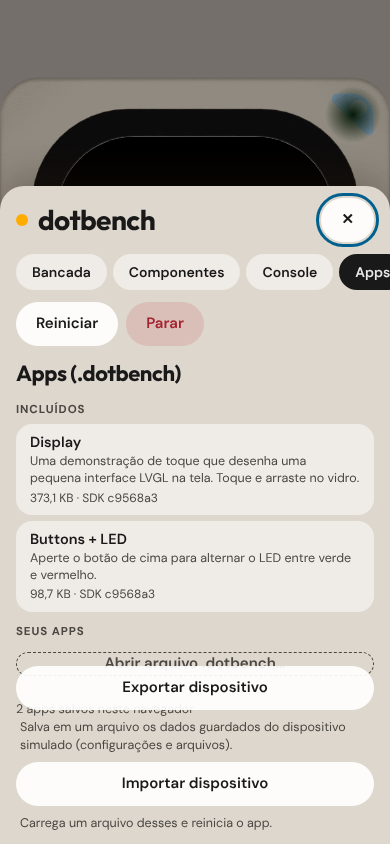 dotbench
×
Bancada Componentes Console Apps
Reiniciar Parar
Apps (.dotbench)
INCLUÍDOS
Display
Uma demonstração de toque que desenha uma
pequena interface LVGL na tela. Toque e arraste no vidro.
373,1 KB · SDK c9568a3
Buttons + LED
Aperte o botão de cima para alternar o LED entre verde
e vermelho.
98,7 KB · SDK c9568a3
SEUS APPS
Abrir arquivo .dotbench
Exportar dispositivo
2 apps salvos neste navegador
Salva em um arquivo os dados guardados do dispositivo
simulado (configurações e arquivos).
Importar dispositivo
Carrega um arquivo desses e reinicia o app.